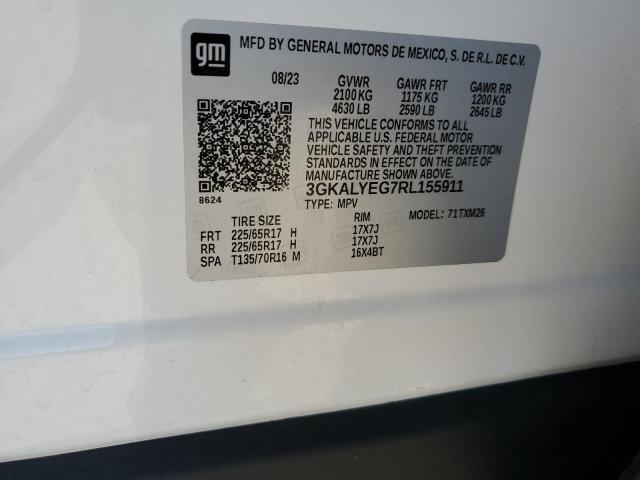 gm
MFD BY GENERAL MOTORS DE MEXICO, S. DE R.L. DE C.V.
08/23 GVWR GAWR FRT GAWR RR
2100 KG 1175 KG 1200 KG
4630 LB 2590 LB 2645 LB
THIS VEHICLE CONFORMS TO ALL
APPLICABLE U.S. FEDERAL MOTOR
VEHICLE SAFETY AND THEFT PREVENTION
STANDARDS IN EFFECT ON THE DATE OF
MANUFACTURE SHOWN ABOVE.
3GKALYEG7RL155911
8624
TYPE: MPV MODEL: 71TXM26
TIRE SIZE RIM
FRT 225/65R17 H 17X7J
RR 225/65R17 H 17X7J
SPA T135/70R16 M 16X4BT